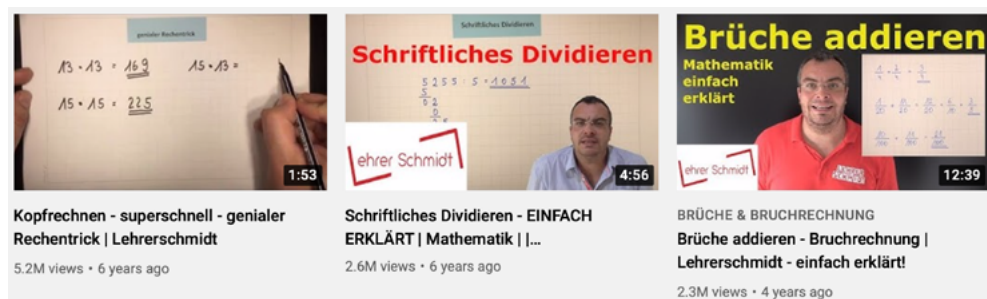 genialer Rechentrick
13 · 13 = 169
15 · 13 =
15 · 15 = 225
1:53
Kopfrechnen - superschnell - genialer
Rechentrick | Lehrerschmidt
5.2M views • 6 years ago
Schriftliches Dividieren
Schriftliches Dividieren
5255 : 5 = 1051
ehrer Schmidt
4:56
Schriftliches Dividieren - EINFACH
ERKLÄRT | Mathematik | |...
2.6M views • 6 years ago
Brüche addieren
Mathematik
einfach
erklärt
ehrer Schmidt
12:39
BRÜCHE & BRUCHRECHNUNG
Brüche addieren - Bruchrechnung |
Lehrerschmidt - einfach erklärt!
2.3M views • 4 years ago